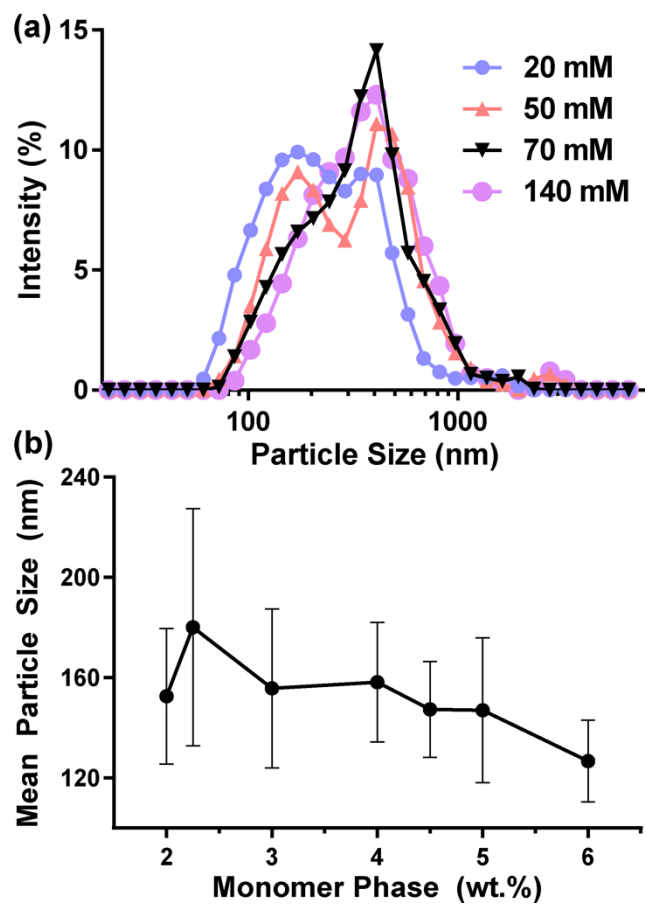 (a)
15
10
5
0
Intensity (%)
20 mM
50 mM
70 mM
140 mM
100
1000
Particle Size (nm)
(b)
240
200
160
120
Mean Particle Size (nm)
2
3
4
5
6
Monomer Phase (wt.%)